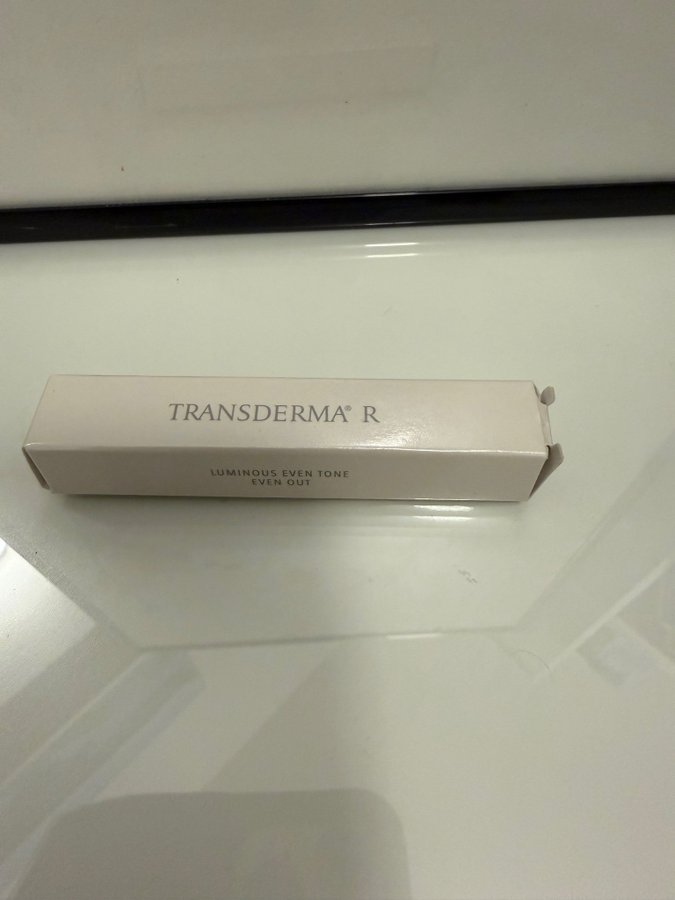 TRANSDERMA® R
LUMINOUS EVEN TONE
EVEN OUT